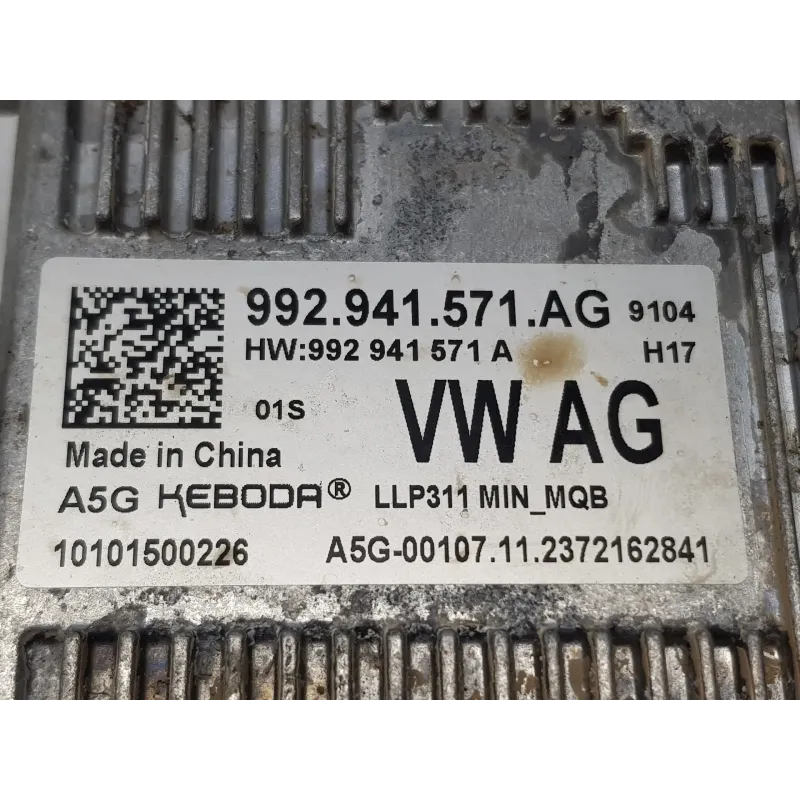 992.941.571.AG 9104
HW:992 941 571 A H17
01S VW AG
Made in China
A5G KEBODA® LLP311 MIN_MQB
10101500226 A5G-00107.11.2372162841